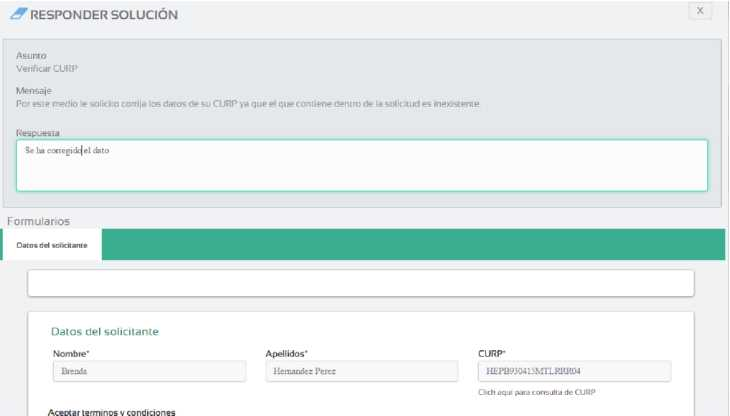 RESPONDER SOLUCIÓN
X
Asunto
Verificar CURP
Mensaje
Por este medio le solicito corrija los datos de su CURP ya que el que contiene dentro de la solicitud es inexistente.
Respuesta
Se ha corregido el dato
Formularios
Datos del solicitante
Datos del solicitante
Nombre* Apellidos* CURP*
Brenda Hernandez Perez HEPB930415MTLRRR04
Click aquí para consulta de CURP
Aceptar terminos y condiciones